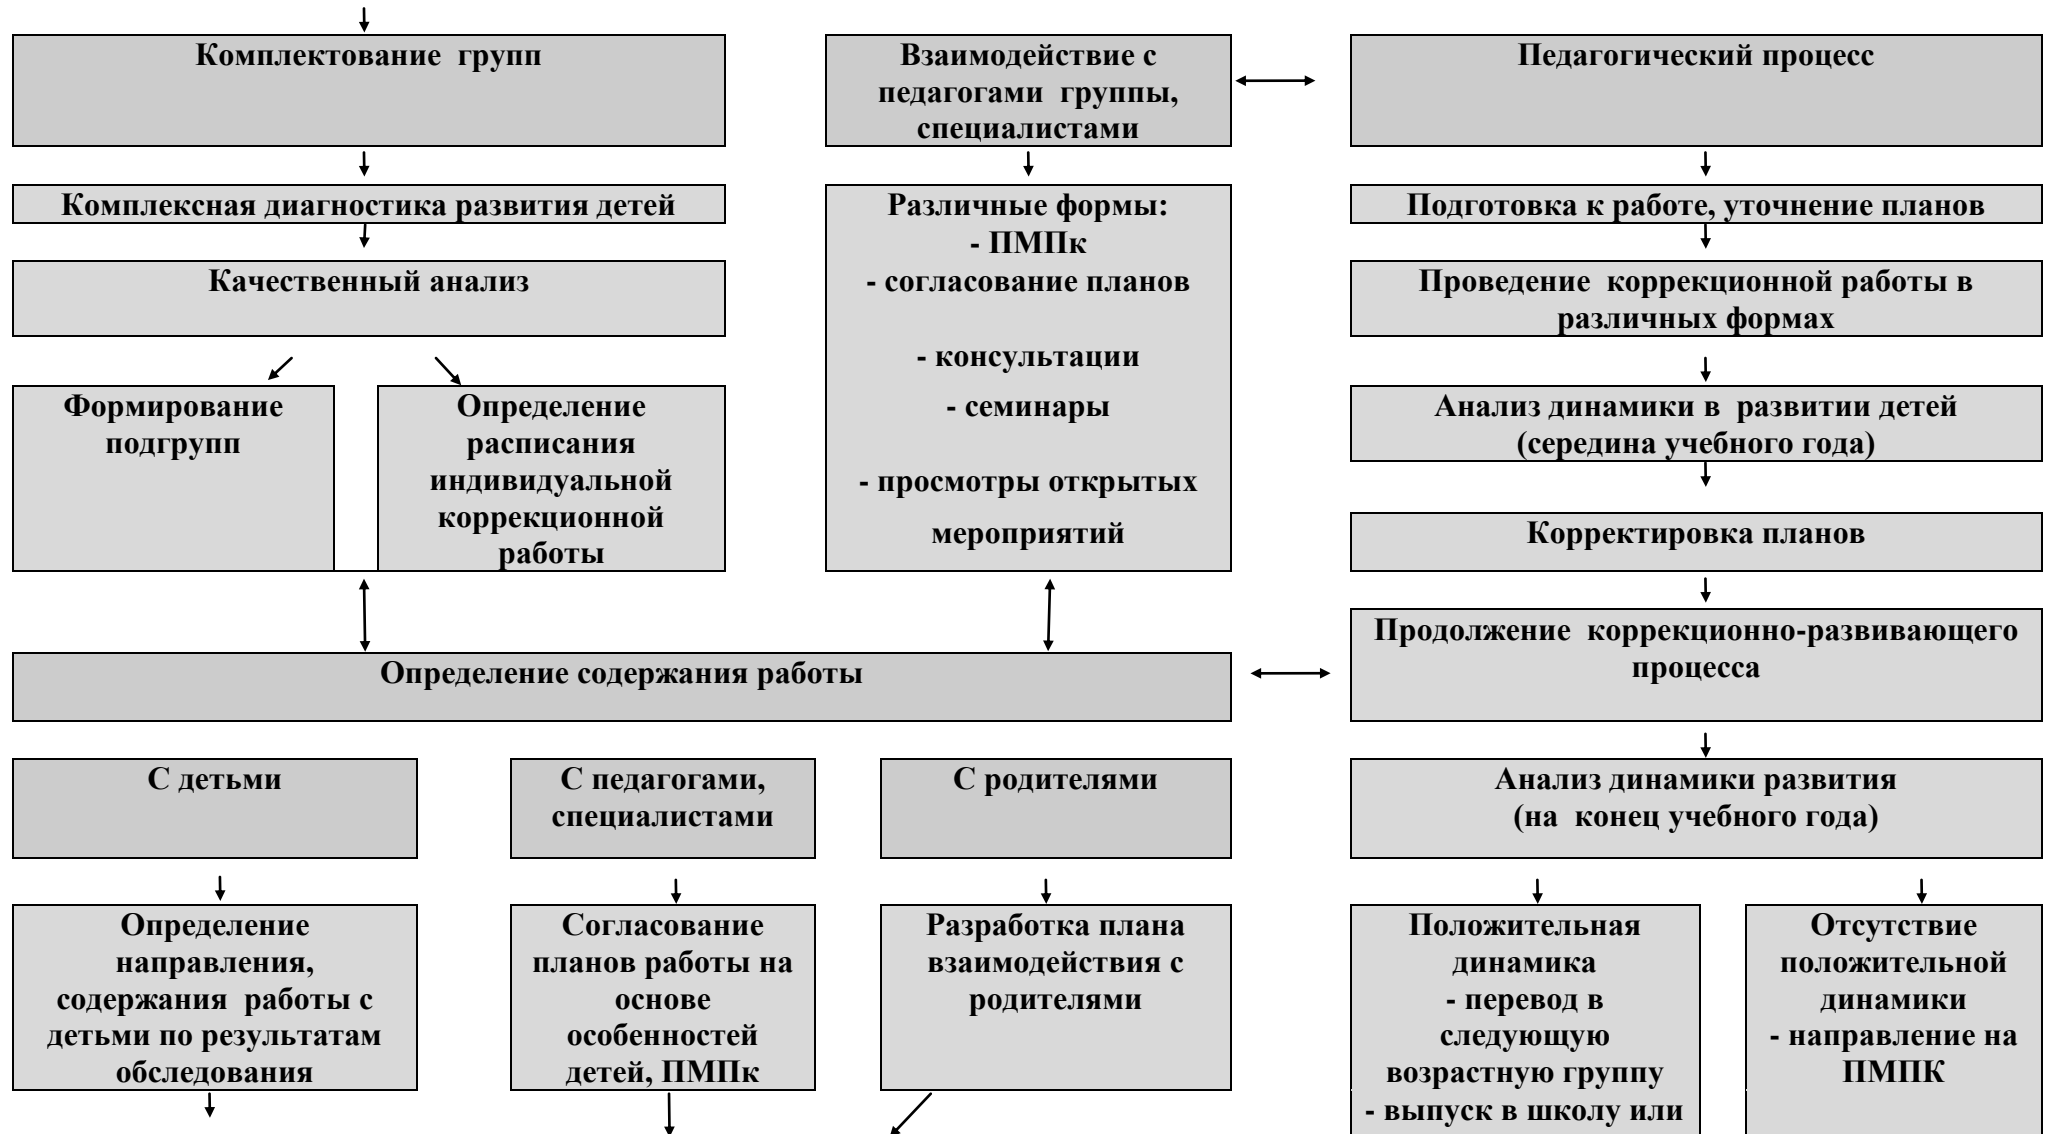 Комплектование групп
Взаимодействие с
педагогами группы,
специалистами
Педагогический процесс
Комплексная диагностика развития детей
Различные формы:
- ПМПк
- согласование планов
- консультации
- семинары
- просмотры открытых
мероприятий
Подготовка к работе, уточнение планов
Качественный анализ
Проведение коррекционной работы в
различных формах
Формирование
подгрупп
Определение
расписания
индивидуальной
коррекционной
работы
Анализ динамики в развитии детей
(середина учебного года)
Корректировка планов
Продолжение коррекционно-развивающего
процесса
Определение содержания работы
С детьми
С педагогами,
специалистами
С родителями
Анализ динамики развития
(на конец учебного года)
Определение
направления,
содержания работы с
детьми по результатам
обследования
Согласование
планов работы на
основе
особенностей
детей, ПМПк
Разработка плана
взаимодействия с
родителями
Положительная
динамика
- перевод в
следующую
возрастную группу
- выпуск в школу или
Отсутствие
положительной
динамики
- направление на
ПМПК